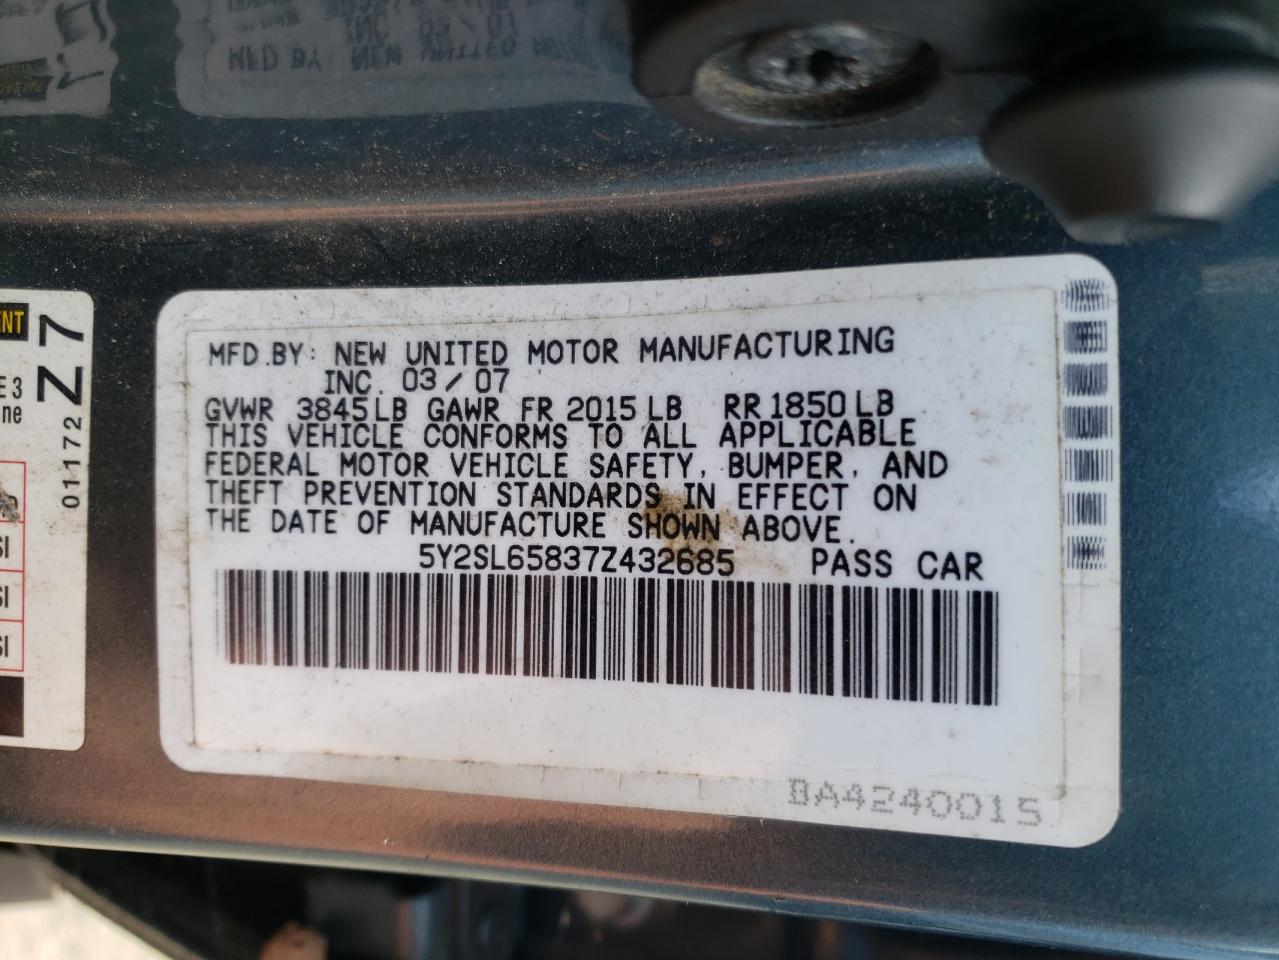 MFD.BY: NEW UNITED MOTOR MANUFACTURING
INC. 03/07
GVWR 3845LB GAWR FR 2015LB RR 1850LB
THIS VEHICLE CONFORMS TO ALL APPLICABLE
FEDERAL MOTOR VEHICLE SAFETY, BUMPER, AND
THEFT PREVENTION STANDARDS IN EFFECT ON
THE DATE OF MANUFACTURE SHOWN ABOVE.
5Y2SL65837Z432685 PASS CAR
BA4240015
01172 Z7